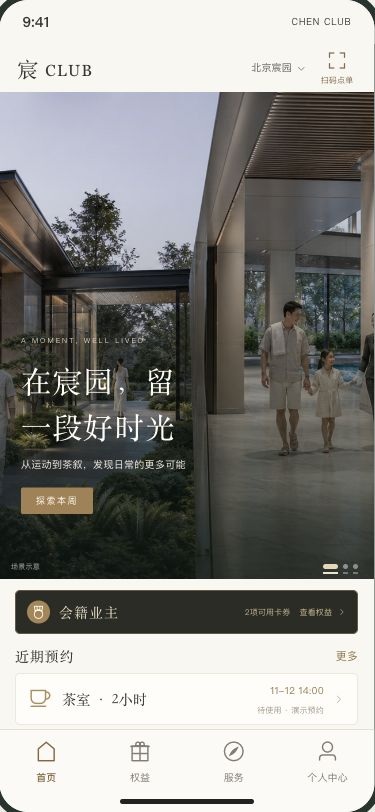 9:41
CHEN CLUB
宸 CLUB
北京宸园
扫码点单
A MOMENT, WELL LIVED
在宸园，留
一段好时光
从运动到茶叙，发现日常的更多可能
探索本周
场景示意
会籍业主
2项可用卡券 查看权益
近期预约
更多
茶室 · 2小时
11-12 14:00
待使用 · 演示预约
首页
权益
服务
个人中心